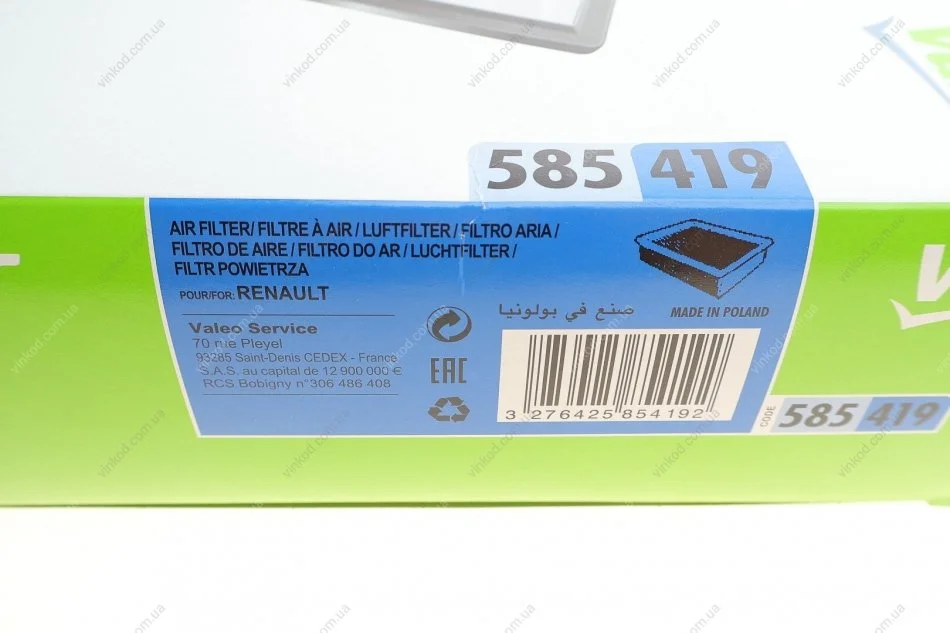 585 419
AIR FILTER/ FILTRE À AIR / LUFTFILTER / FILTRO ARIA /
FILTRO DE AIRE / FILTRO DO AR / LUCHTFILTER /
FILTR POWIETRZA
POUR/FOR: RENAULT
Valeo Service
70 rue Pleyel
93285 Saint-Denis CEDEX - France
S.A.S. au capital de 12 900 000 €
RCS Bobigny n°306 486 408
EAC
صنع في بولونيا
MADE IN POLAND
3 276425 854192
CODE 585 419
vinkod.com.ua